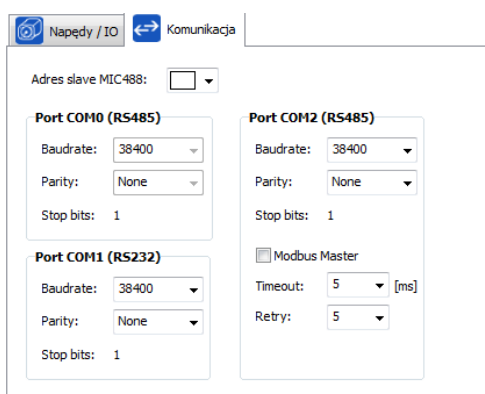 Napędy / IO
Komunikacja
Adres slave MIC488:
Port COM0 (RS485)
Baudrate: 38400
Parity: None
Stop bits: 1
Port COM1 (RS232)
Baudrate: 38400
Parity: None
Stop bits: 1
Port COM2 (RS485)
Baudrate: 38400
Parity: None
Stop bits: 1
Modbus Master
Timeout: 5 [ms]
Retry: 5